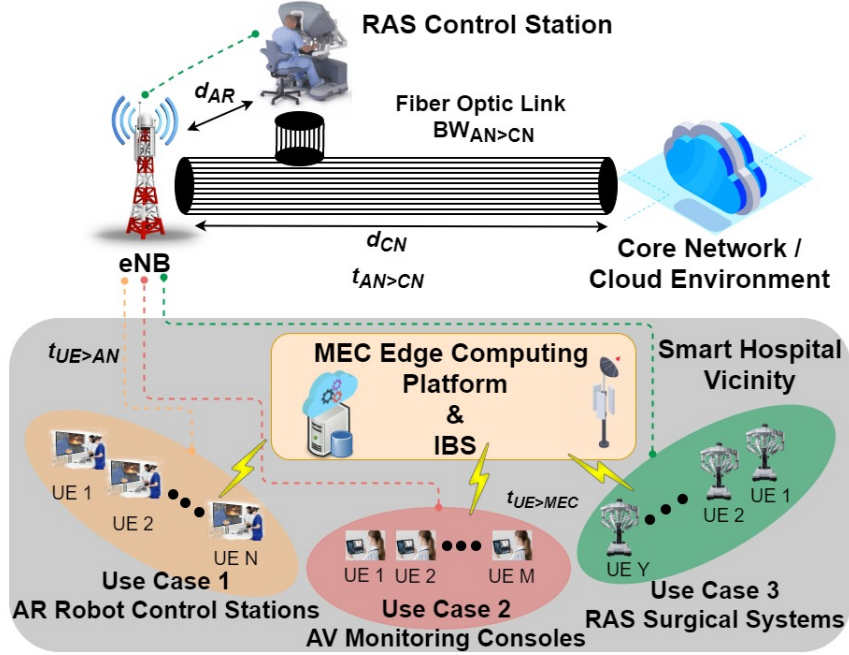 RAS Control Station
dAR
Fiber Optic Link
BWAN>CN
dCN
tAN>CN
Core Network /
Cloud Environment
eNB
tUE>AN
MEC Edge Computing
Platform
&
IBS
Smart Hospital
Vicinity
UE 1
UE 2
UE N
Use Case 1
AR Robot Control Stations
tUE>MEC
UE 1
UE 2
UE M
Use Case 2
AV Monitoring Consoles
UE 1
UE 2
UE Y
Use Case 3
RAS Surgical Systems